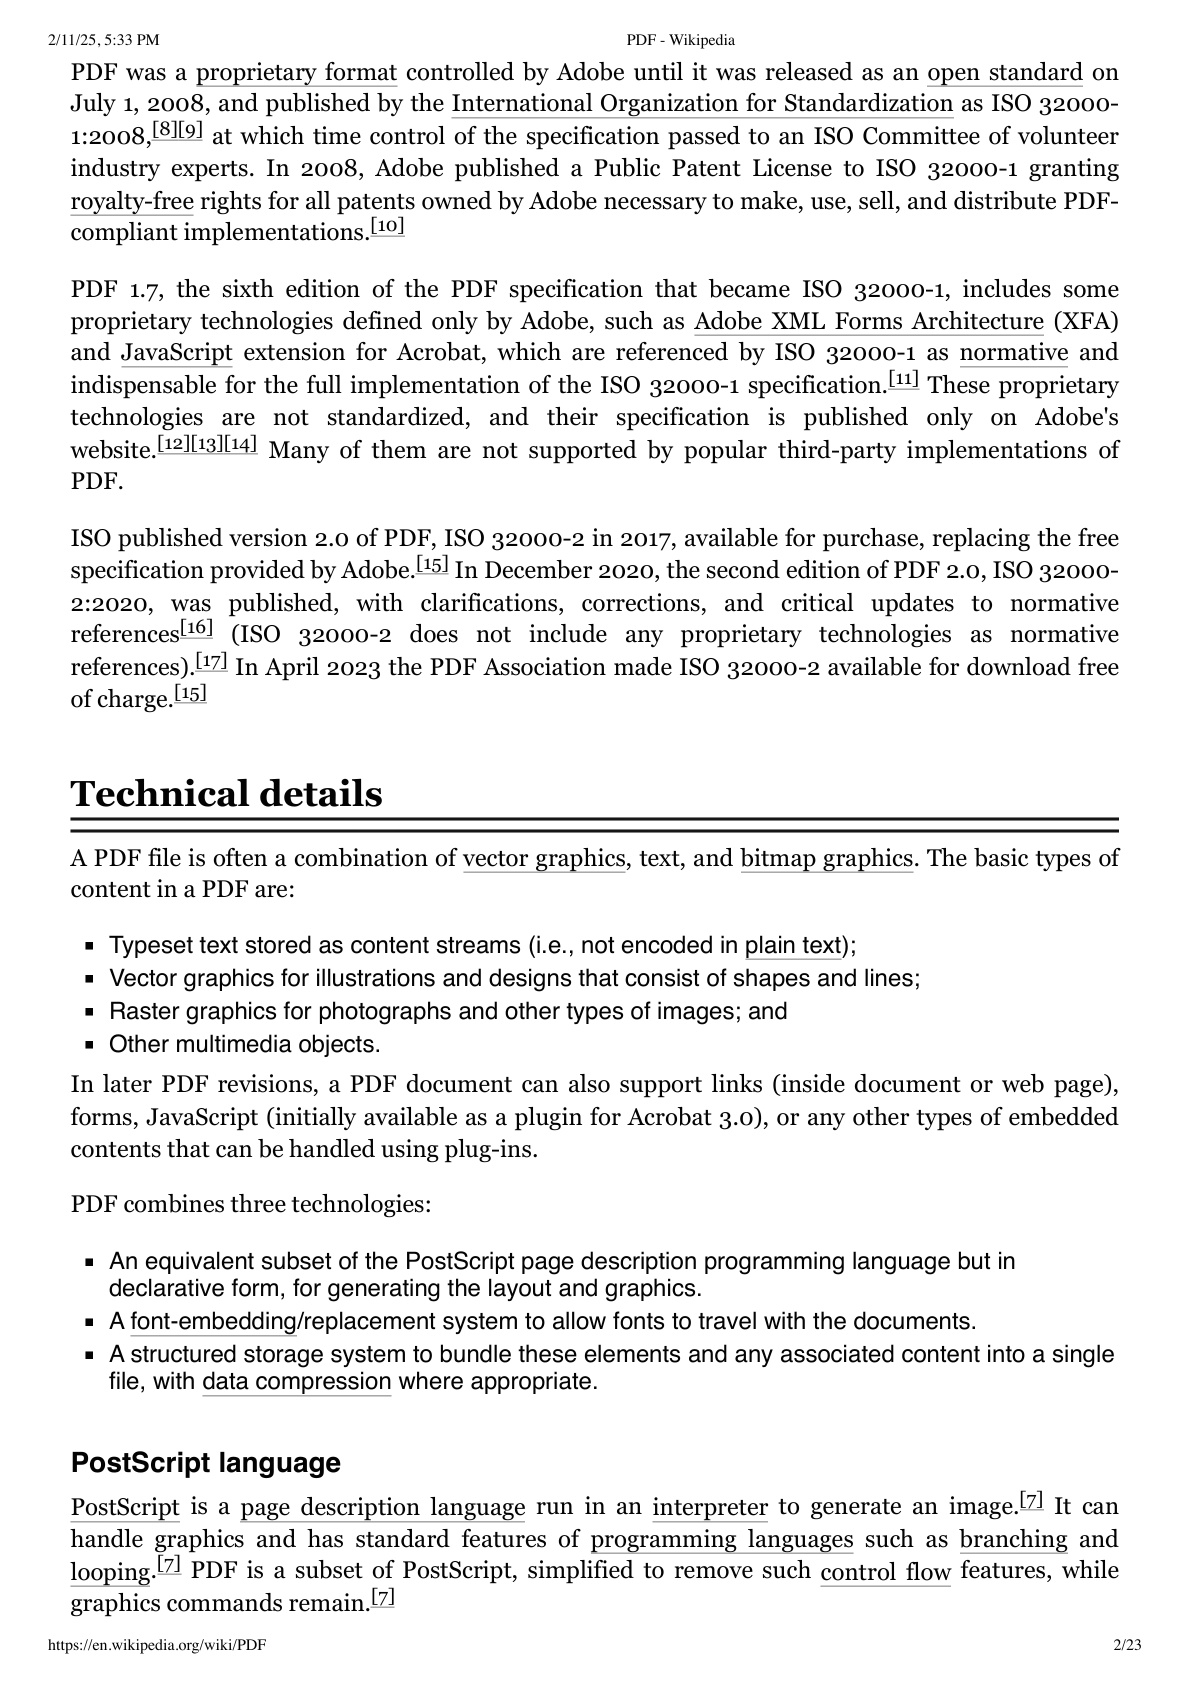 2/11/25, 5:33 PM
PDF - Wikipedia
PDF was a proprietary format controlled by Adobe until it was released as an open standard on
July 1, 2008, and published by the International Organization for Standardization as ISO 32000-
1:2008,[8][9] at which time control of the specification passed to an ISO Committee of volunteer
industry experts. In 2008, Adobe published a Public Patent License to ISO 32000-1 granting
royalty-free rights for all patents owned by Adobe necessary to make, use, sell, and distribute PDF-
compliant implementations.[10]
PDF 1.7, the sixth edition of the PDF specification that became ISO 32000-1, includes some
proprietary technologies defined only by Adobe, such as Adobe XML Forms Architecture (XFA)
and JavaScript extension for Acrobat, which are referenced by ISO 32000-1 as normative and
indispensable for the full implementation of the ISO 32000-1 specification.[11] These proprietary
technologies are not standardized, and their specification is published only on Adobe's
website.[12][13][14] Many of them are not supported by popular third-party implementations of
PDF.
ISO published version 2.0 of PDF, ISO 32000-2 in 2017, available for purchase, replacing the free
specification provided by Adobe.[15] In December 2020, the second edition of PDF 2.0, ISO 32000-
2:2020, was published, with clarifications, corrections, and critical updates to normative
references[16] (ISO 32000-2 does not include any proprietary technologies as normative
references).[17] In April 2023 the PDF Association made ISO 32000-2 available for download free
of charge.[15]
Technical details
A PDF file is often a combination of vector graphics, text, and bitmap graphics. The basic types of
content in a PDF are:
▪ Typeset text stored as content streams (i.e., not encoded in plain text);
▪ Vector graphics for illustrations and designs that consist of shapes and lines;
▪ Raster graphics for photographs and other types of images; and
▪ Other multimedia objects.
In later PDF revisions, a PDF document can also support links (inside document or web page),
forms, JavaScript (initially available as a plugin for Acrobat 3.0), or any other types of embedded
contents that can be handled using plug-ins.
PDF combines three technologies:
▪ An equivalent subset of the PostScript page description programming language but in
declarative form, for generating the layout and graphics.
▪ A font-embedding/replacement system to allow fonts to travel with the documents.
▪ A structured storage system to bundle these elements and any associated content into a single
file, with data compression where appropriate.
PostScript language
PostScript is a page description language run in an interpreter to generate an image.[7] It can
handle graphics and has standard features of programming languages such as branching and
looping.[7] PDF is a subset of PostScript, simplified to remove such control flow features, while
graphics commands remain.[7]
https://en.wikipedia.org/wiki/PDF
2/23